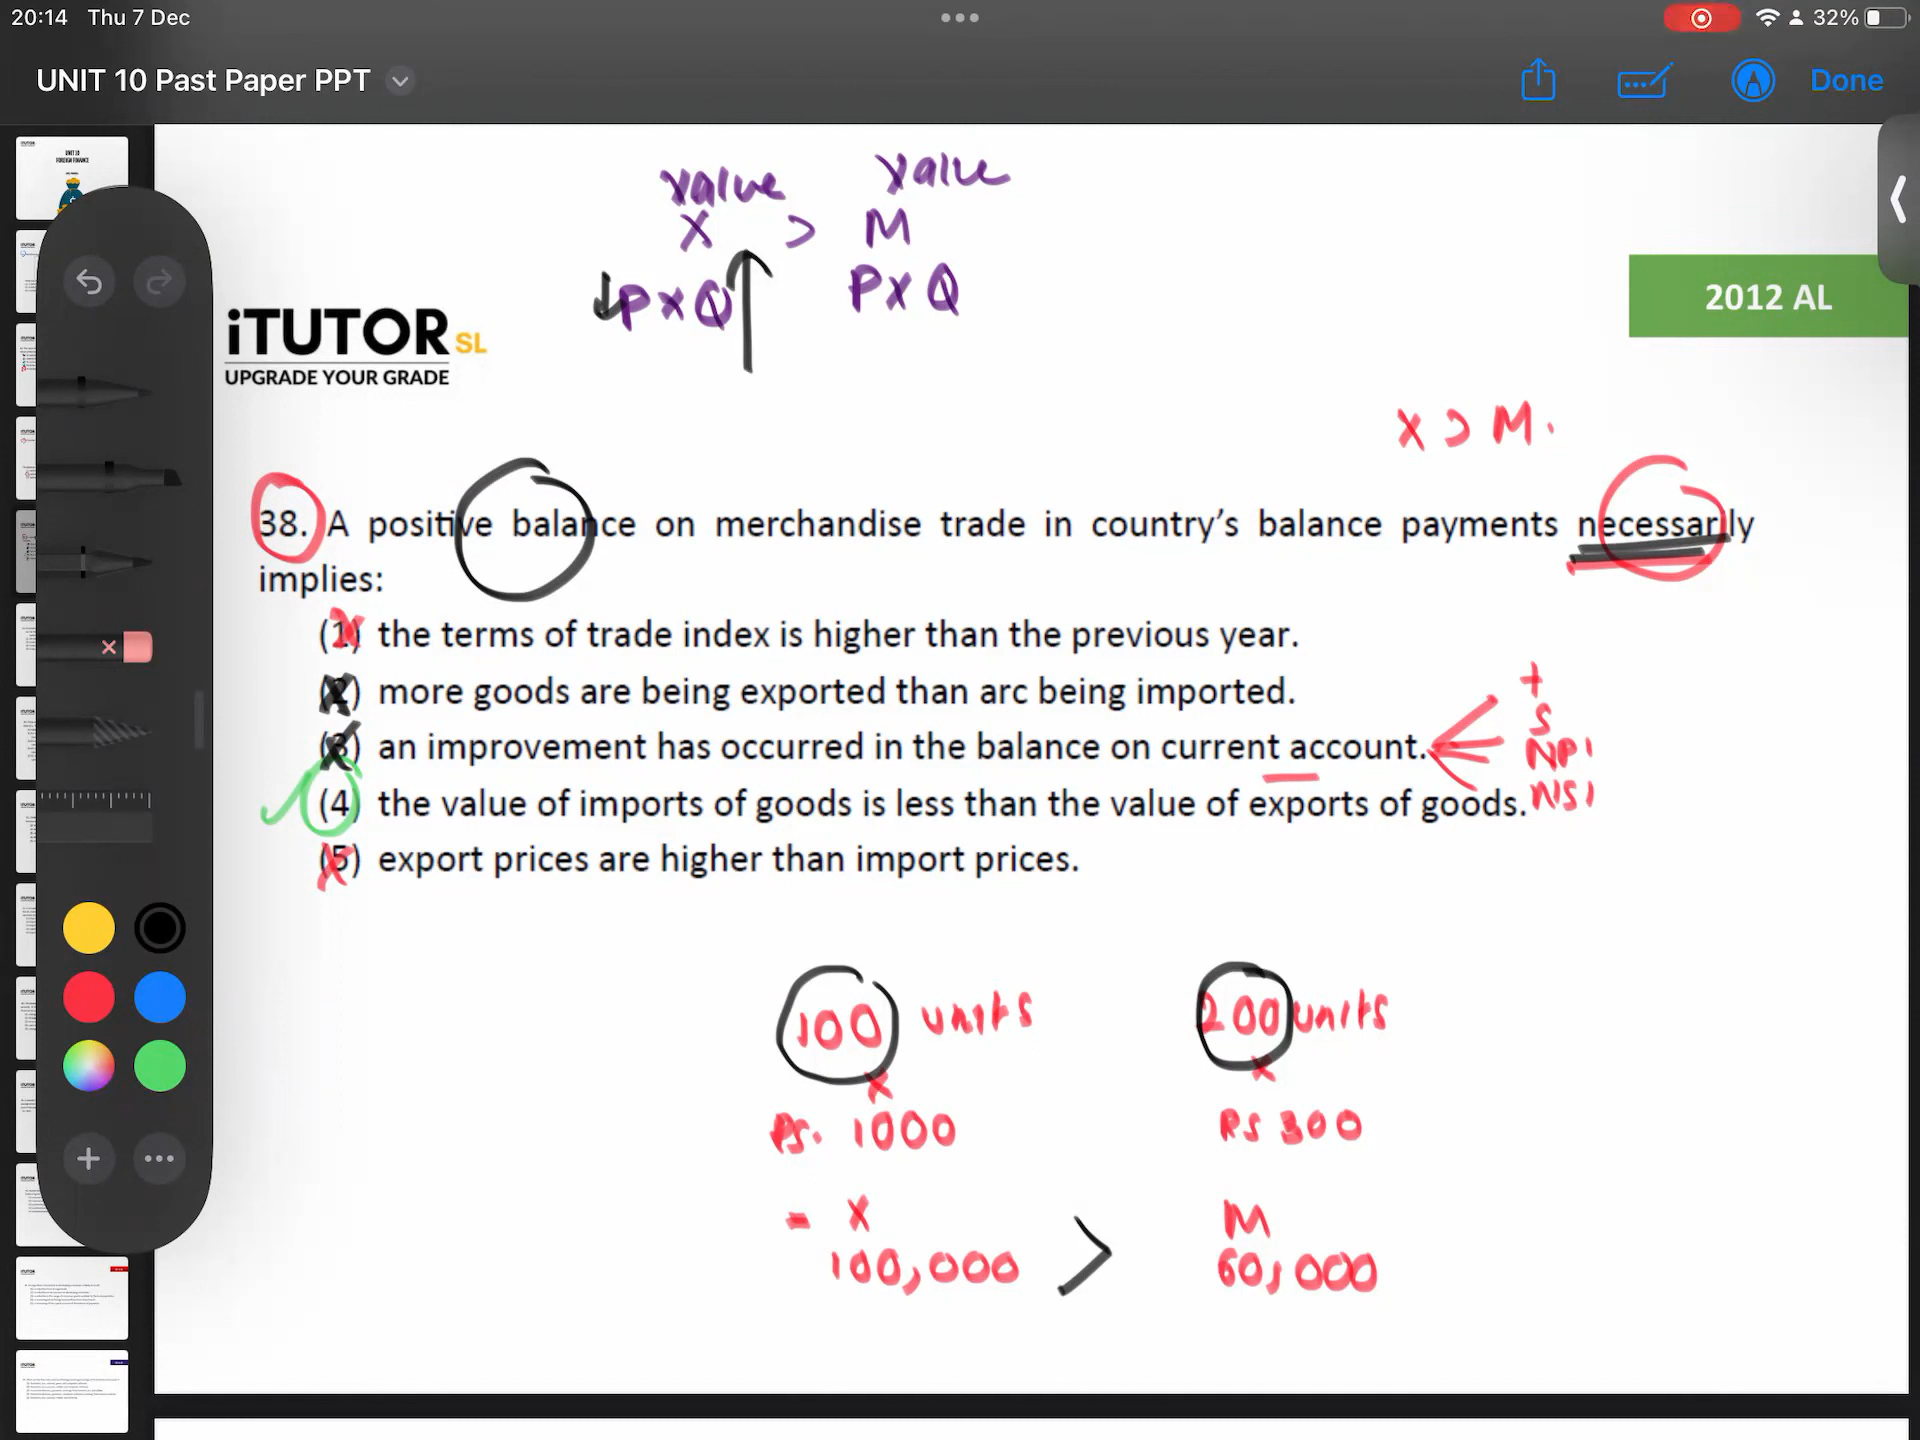 20:14 Thu 7 Dec
32%
UNIT 10 Past Paper PPT
Done
value value
X > M
P X Q P X Q
2012 AL
iTUTOR SL
UPGRADE YOUR GRADE
X > M.
38. A positive balance on merchandise trade in country's balance payments necessarly
implies:
(1) the terms of trade index is higher than the previous year.
(2) more goods are being exported than arc being imported.
(3) an improvement has occurred in the balance on current account.
+
S
NPI
NSI
(4) the value of imports of goods is less than the value of exports of goods.
(5) export prices are higher than import prices.
100 units 200 units
x x
Rs. 1000 RS 300
= X M
100,000 > 60,000